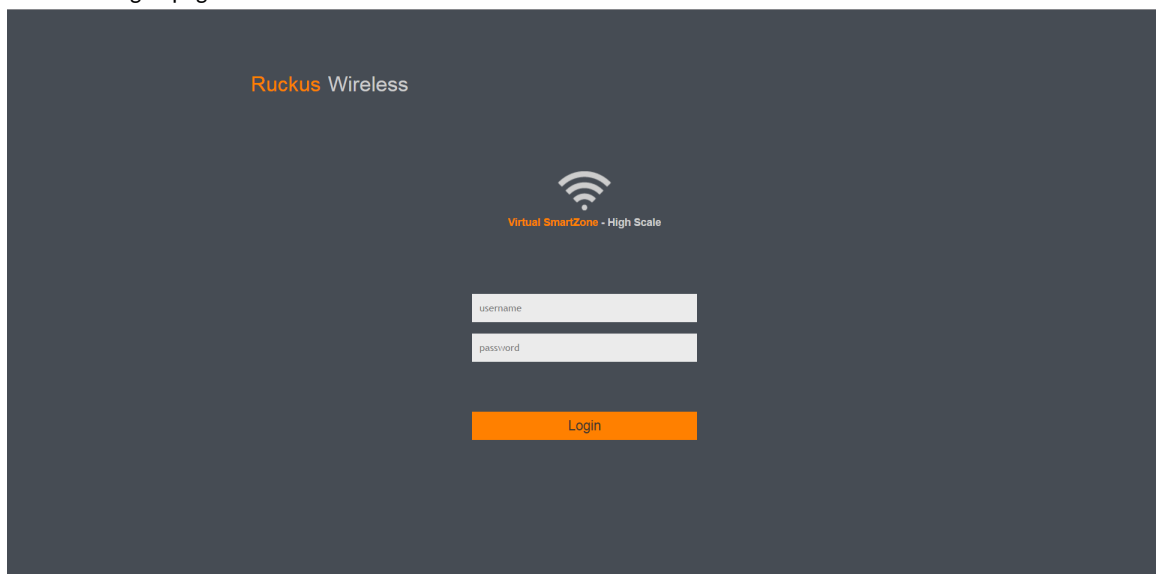 Ruckus Wireless
Virtual SmartZone - High Scale
username
password
Login